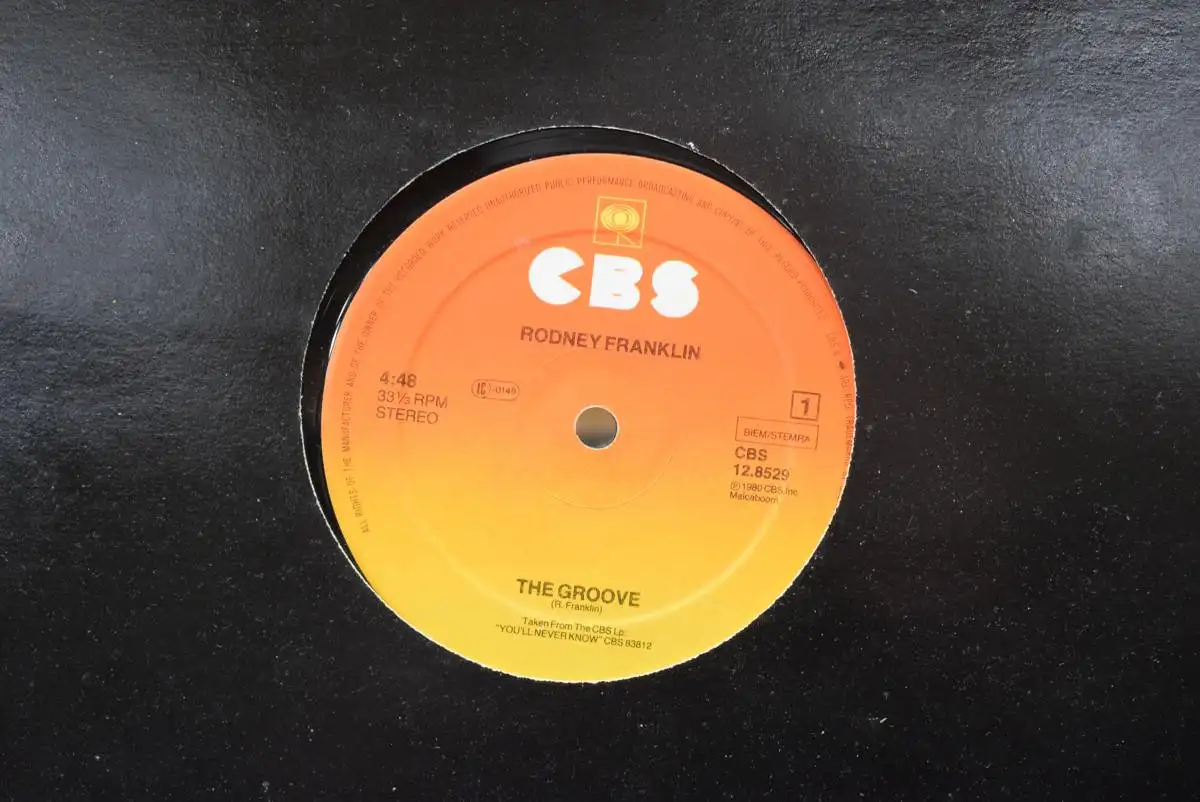 ALL RIGHTS OF THE MANUFACTURER AND OF THE OWNER OF THE RECORDED WORK RESERVED UNAUTHORIZED PUBLIC PERFORMANCE BROADCASTING AND COPYING OF THIS RECORD PROHIBITED
CBS
RODNEY FRANKLIN
4:48
33⅓ RPM
STEREO
LC 0149
1
BIEM/STEMRA
CBS
12.8529
℗ 1980 CBS Inc.
THE GROOVE
(R. Franklin)
Taken From The CBS Lp:
"YOU'LL NEVER KNOW" CBS 83812